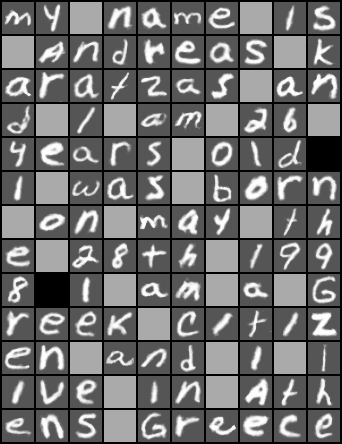 my name is
Andreas k
aratzas an
d I am 26
years old
I was born
on may th
e 28th 199
8 I am a G
reek citiz
en and I l
ive in Ath
ens Greece